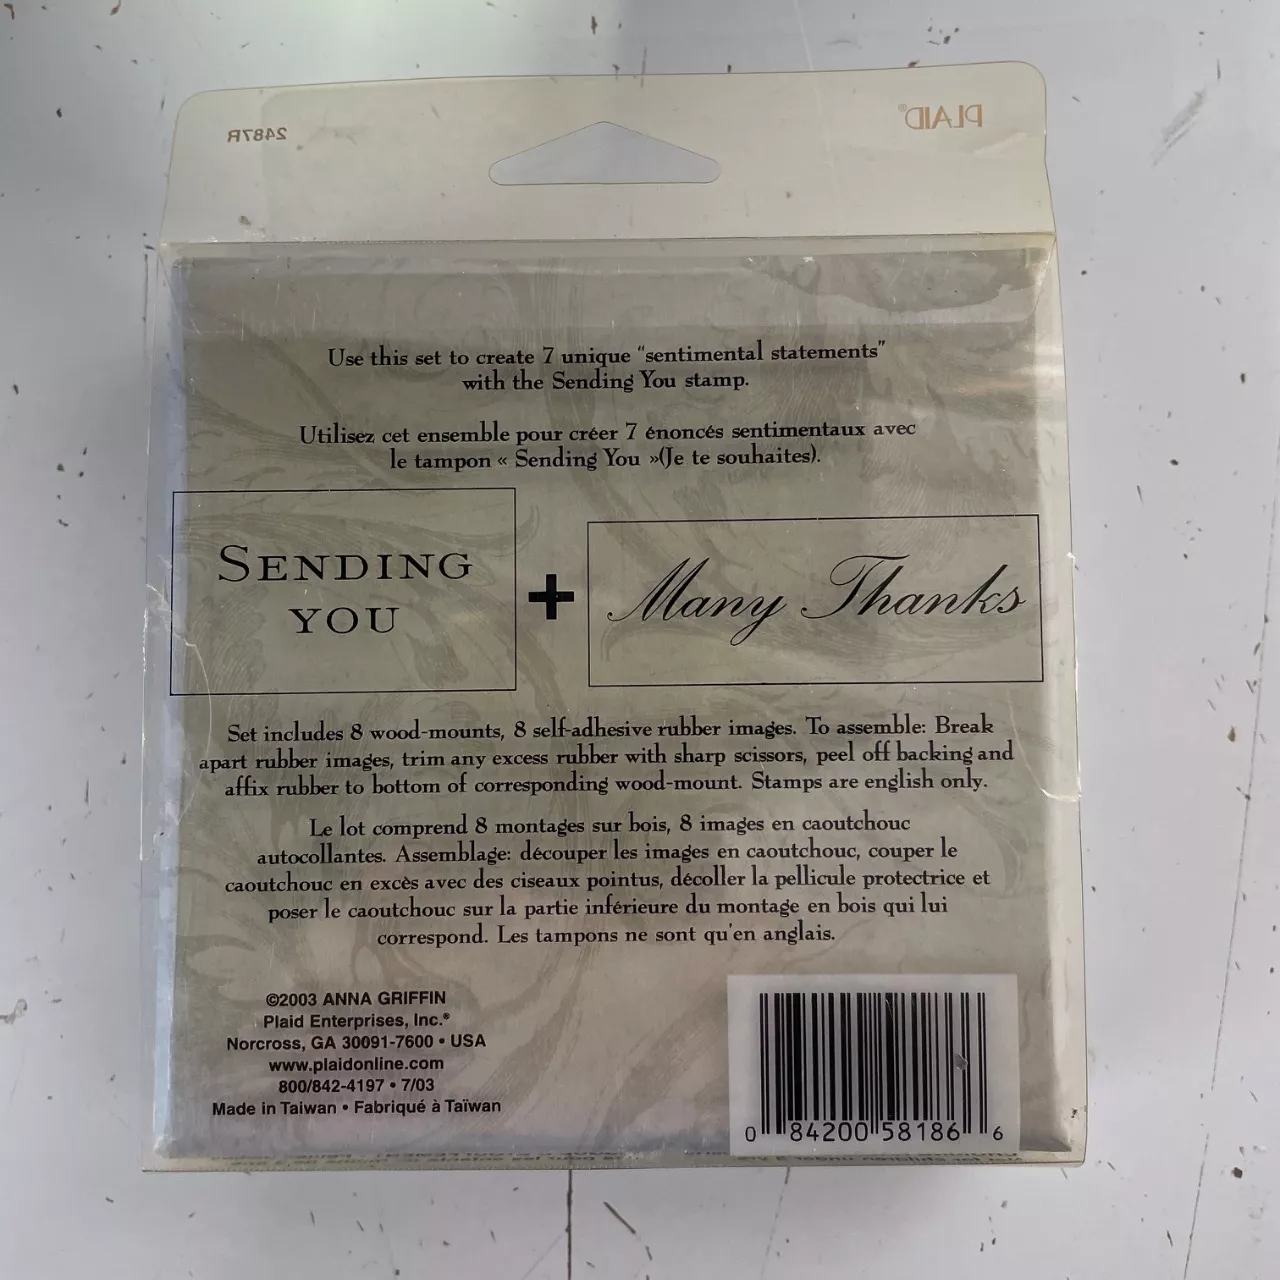 2487R PLAID®
Use this set to create 7 unique "sentimental statements"
with the Sending You stamp.
Utilisez cet ensemble pour créer 7 énoncés sentimentaux avec
le tampon « Sending You »(Je te souhaites).
SENDING
YOU
+
Many Thanks
Set includes 8 wood-mounts, 8 self-adhesive rubber images. To assemble: Break
apart rubber images, trim any excess rubber with sharp scissors, peel off backing and
affix rubber to bottom of corresponding wood-mount. Stamps are english only.
Le lot comprend 8 montages sur bois, 8 images en caoutchouc
autocollantes. Assemblage: découper les images en caoutchouc, couper le
caoutchouc en excès avec des ciseaux pointus, décoller la pellicule protectrice et
poser le caoutchouc sur la partie inférieure du montage en bois qui lui
correspond. Les tampons ne sont qu'en anglais.
©2003 ANNA GRIFFIN
Plaid Enterprises, Inc.®
Norcross, GA 30091-7600 • USA
www.plaidonline.com
800/842-4197 • 7/03
Made in Taiwan • Fabriqué à Taïwan
0 84200 58186 6